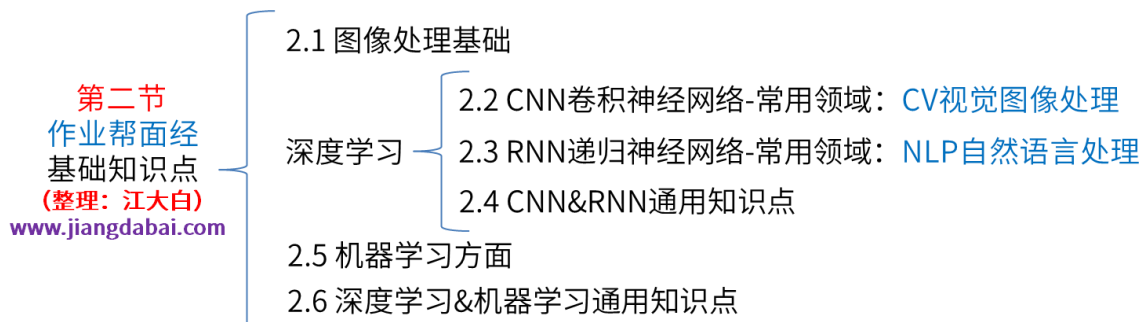 第二节
作业帮面经
基础知识点
（整理：江大白）
www.jiangdabai.com
2.1 图像处理基础
深度学习
2.2 CNN卷积神经网络-常用领域：CV视觉图像处理
2.3 RNN递归神经网络-常用领域：NLP自然语言处理
2.4 CNN&RNN通用知识点
2.5 机器学习方面
2.6 深度学习&机器学习通用知识点